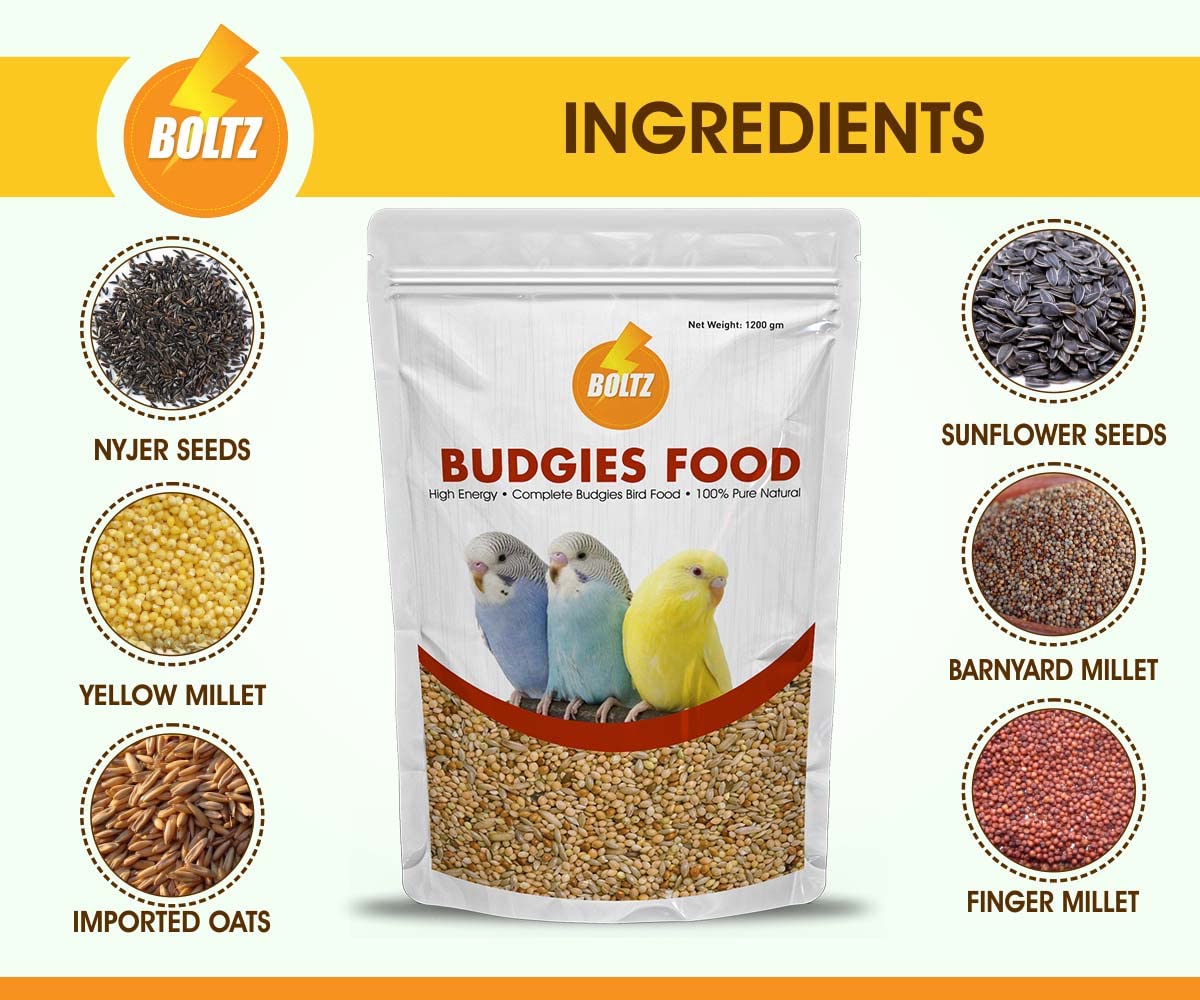 BOLTZ
INGREDIENTS
Net Weight: 1200 gm
BOLTZ
BUDGIES FOOD
High Energy • Complete Budgies Bird Food • 100% Pure Natural
NYJER SEEDS
SUNFLOWER SEEDS
YELLOW MILLET
BARNYARD MILLET
IMPORTED OATS
FINGER MILLET